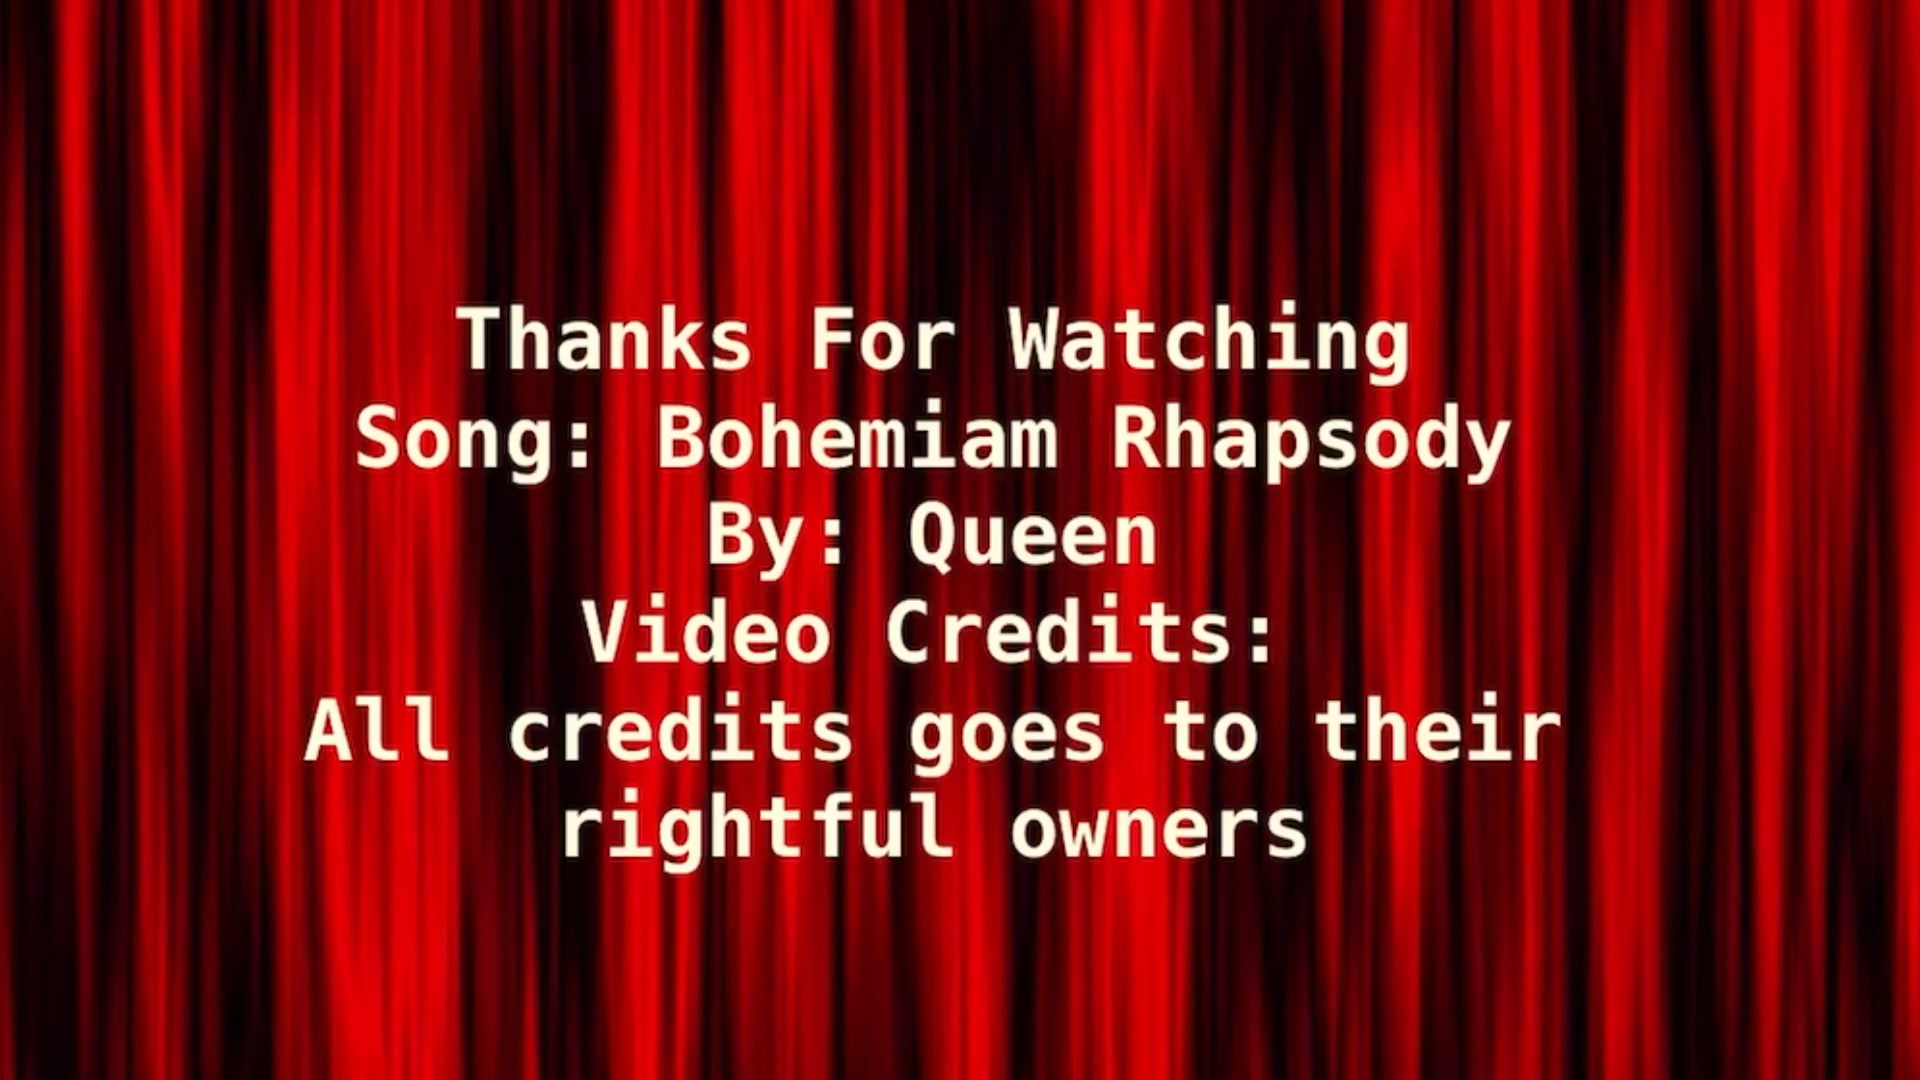 Thanks For Watching
Song: Bohemiam Rhapsody
By: Queen
Video Credits:
All credits goes to their
rightful owners